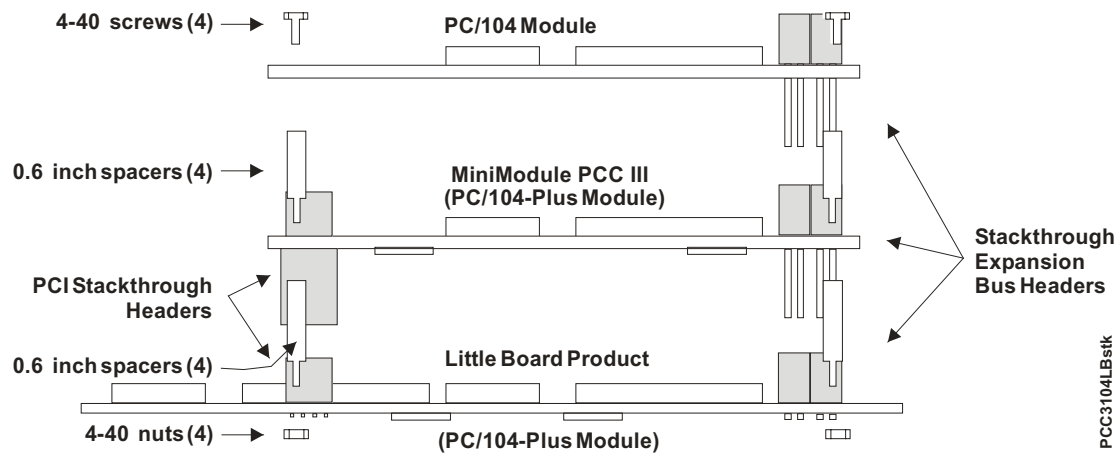 4-40 screws (4)
PC/104 Module
0.6 inch spacers (4)
MiniModule PCC III
(PC/104-Plus Module)
Stackthrough
Expansion
Bus Headers
PCI Stackthrough
Headers
0.6 inch spacers (4)
Little Board Product
4-40 nuts (4)
(PC/104-Plus Module)
PCC3104LBstk